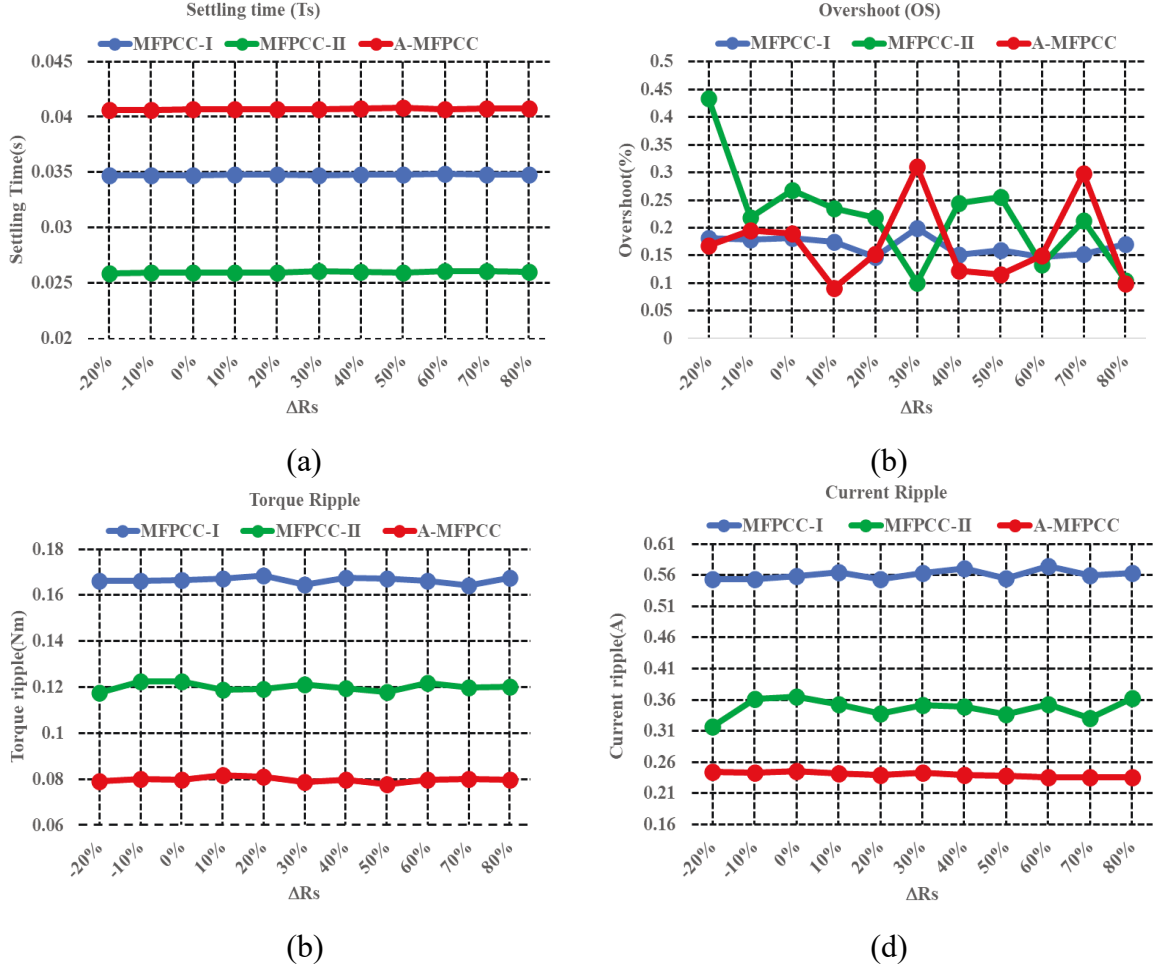 Settling time (Ts)
MFPCC-I MFPCC-II A-MFPCC
0.045
0.04
0.035
0.03
0.025
0.02
Settling Time(s)
-20% -10% 0% 10% 20% 30% 40% 50% 60% 70% 80%
ΔRs
(a)
Overshoot (OS)
MFPCC-I MFPCC-II A-MFPCC
0.5
0.45
0.4
0.35
0.3
0.25
0.2
0.15
0.1
0.05
0
Overshoot(%)
-20% -10% 0% 10% 20% 30% 40% 50% 60% 70% 80%
ΔRs
(b)
Torque Ripple
MFPCC-I MFPCC-II A-MFPCC
0.18
0.16
0.14
0.12
0.1
0.08
0.06
Torque ripple(Nm)
-20% -10% 0% 10% 20% 30% 40% 50% 60% 70% 80%
ΔRs
(b)
Current Ripple
MFPCC-I MFPCC-II A-MFPCC
0.61
0.56
0.51
0.46
0.41
0.36
0.31
0.26
0.21
0.16
Current ripple(A)
-20% -10% 0% 10% 20% 30% 40% 50% 60% 70% 80%
ΔRs
(d)